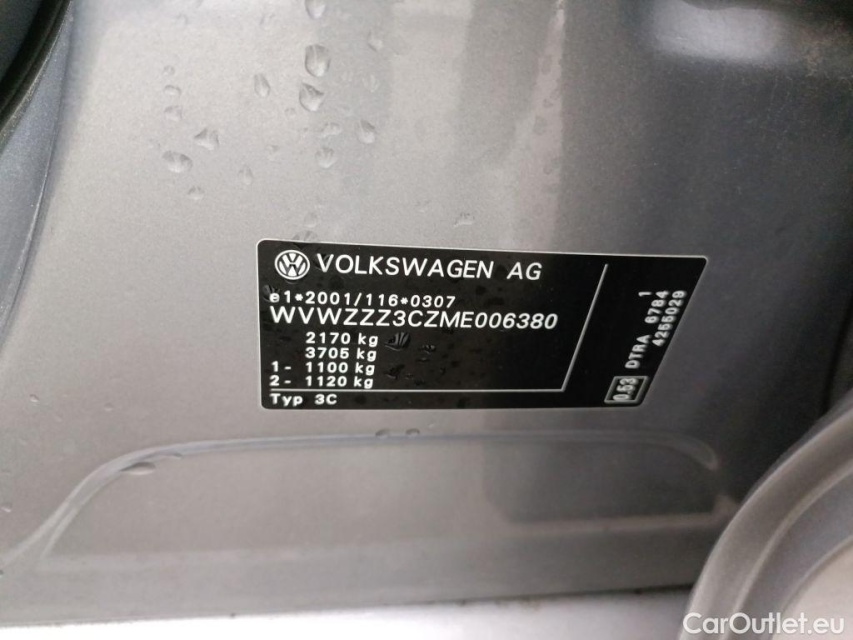 VOLKSWAGEN AG
e1*2001/116*0307
WVWZZZ3CZME006380
2170 kg
3705 kg
1- 1100 kg
2- 1120 kg
Typ 3C
1
DTRA 6784
4255029
0.53
CarOutlet.eu